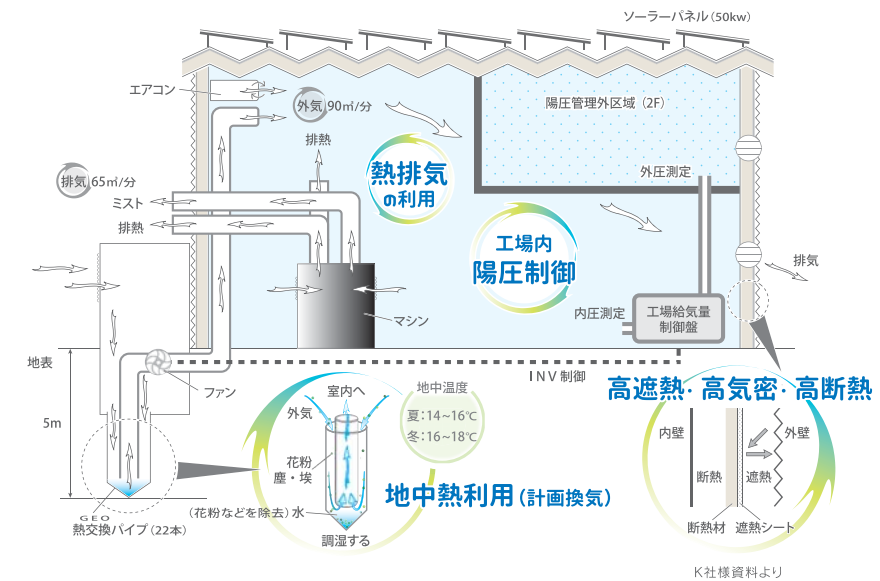 ソーラーパネル(50kw)
エアコン
外気 90㎥/分
陽圧管理外区域(2F)
排熱
外圧測定
排気 65㎥/分
熱排気
の利用
ミスト
排熱
工場内
陽圧制御
排気
マシン
内圧測定
工場給気量
制御盤
地表
ファン
INV制御
5m
室内へ
外気
地中温度
夏:14~16℃
冬:16~18℃
高遮熱・高気密・高断熱
内壁
外壁
花粉
塵・埃
断熱
遮熱
地中熱利用(計画換気)
(花粉などを除去)水
GEO
熱交換パイプ(22本)
調湿する
断熱材
遮熱シート
K社様資料より